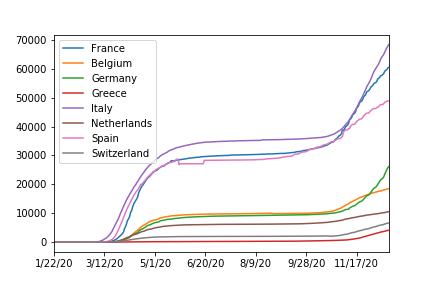 70000
60000
50000
40000
30000
20000
10000
0
France
Belgium
Germany
Greece
Italy
Netherlands
Spain
Switzerland
1/22/20 3/12/20 5/1/20 6/20/20 8/9/20 9/28/20 11/17/20